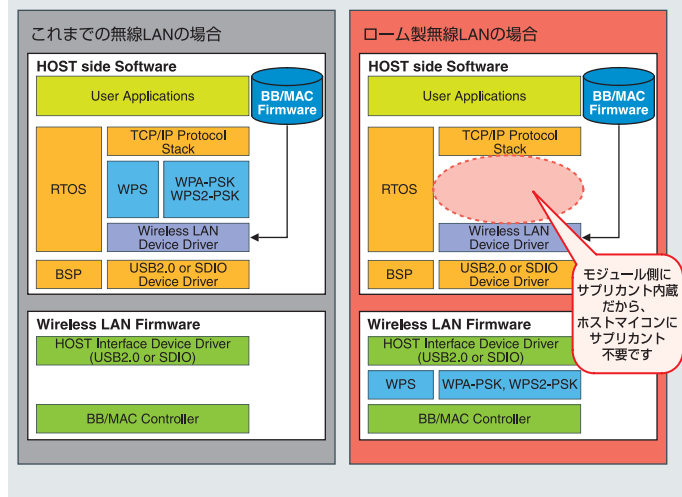 これまでの無線LANの場合
HOST side Software
User Applications
BB/MAC
Firmware
RTOS
TCP/IP Protocol
Stack
WPS
WPA-PSK
WPS2-PSK
Wireless LAN
Device Driver
BSP
USB2.0 or SDIO
Device Driver
Wireless LAN Firmware
HOST Interface Device Driver
(USB2.0 or SDIO)
BB/MAC Controller
ローム製無線LANの場合
HOST side Software
User Applications
BB/MAC
Firmware
RTOS
TCP/IP Protocol
Stack
Wireless LAN
Device Driver
BSP
USB2.0 or SDIO
Device Driver
モジュール側に
サプリカント内蔵
だから、
ホストマイコンに
サプリカント
不要です
Wireless LAN Firmware
HOST Interface Device Driver
(USB2.0 or SDIO)
WPS
WPA-PSK, WPS2-PSK
BB/MAC Controller